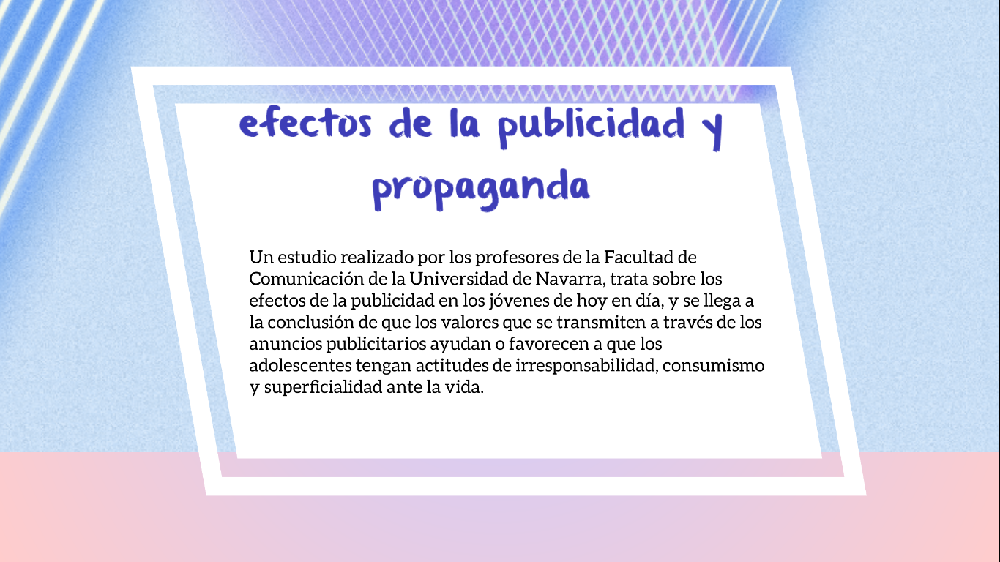 efectos de la publicidad y
propaganda
Un estudio realizado por los profesores de la Facultad de
Comunicación de la Universidad de Navarra, trata sobre los
efectos de la publicidad en los jóvenes de hoy en día, y se llega a
la conclusión de que los valores que se transmiten a través de los
anuncios publicitarios ayudan o favorecen a que los
adolescentes tengan actitudes de irresponsabilidad, consumismo
y superficialidad ante la vida.